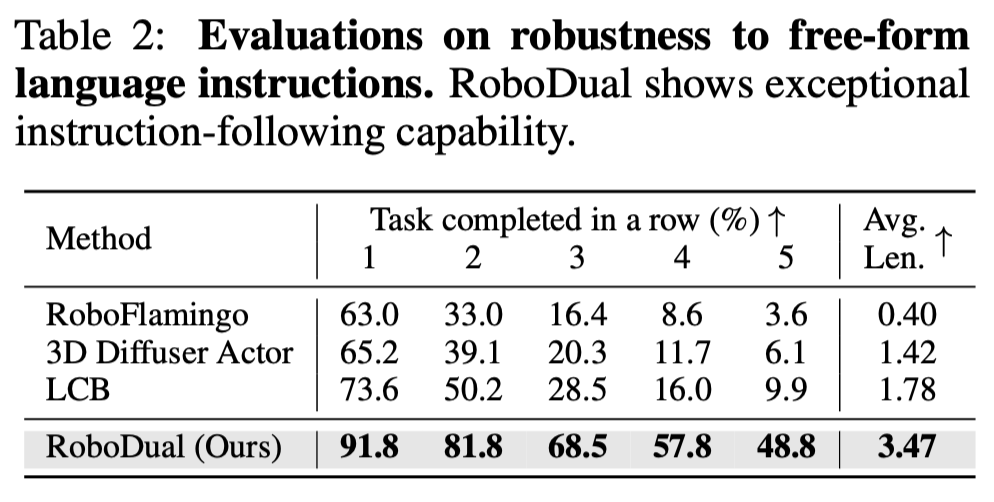 Table 2: Evaluations on robustness to free-form
language instructions. RoboDual shows exceptional
instruction-following capability.
Method Task completed in a row (%) ↑ Avg. Len. ↑
1 2 3 4 5
RoboFlamingo 63.0 33.0 16.4 8.6 3.6 0.40
3D Diffuser Actor 65.2 39.1 20.3 11.7 6.1 1.42
LCB 73.6 50.2 28.5 16.0 9.9 1.78
RoboDual (Ours) 91.8 81.8 68.5 57.8 48.8 3.47